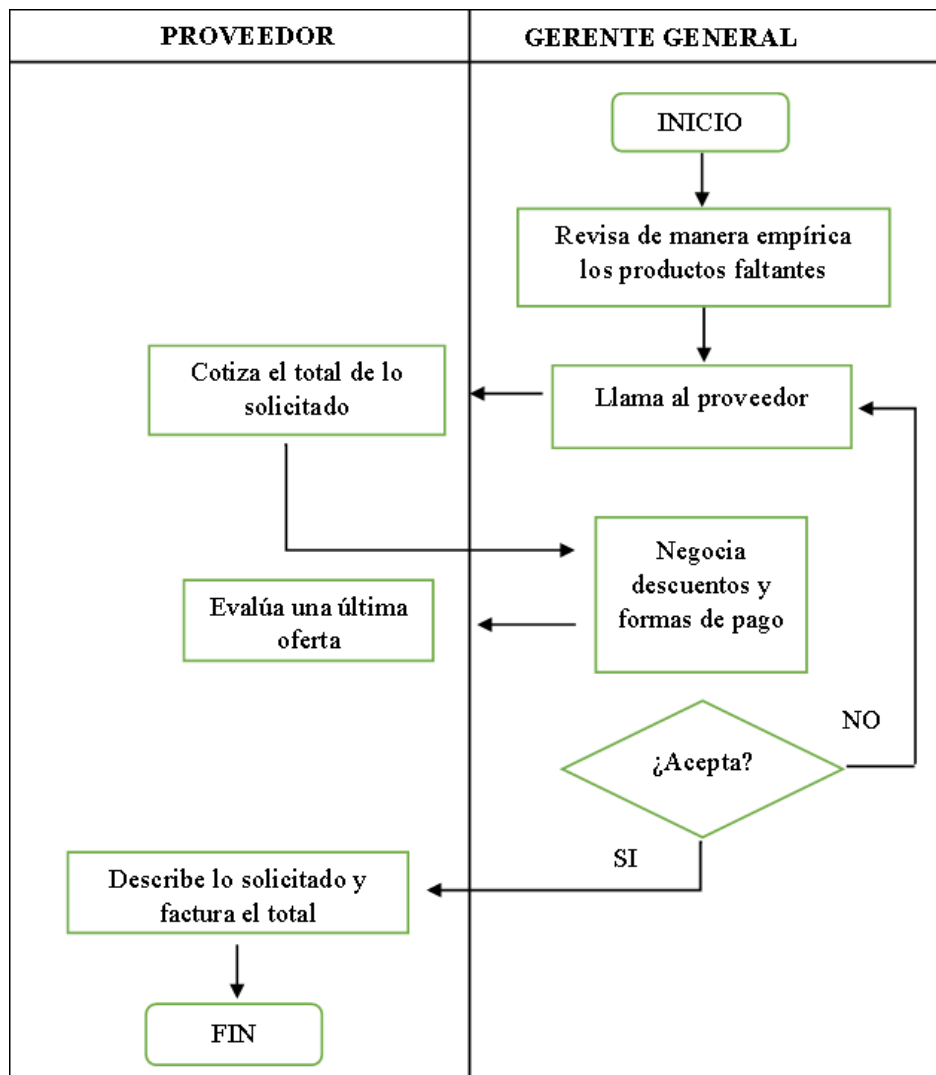 PROVEEDOR
GERENTE GENERAL
INICIO
Revisa de manera empírica
los productos faltantes
Llama al proveedor
Cotiza el total de lo
solicitado
Negocia
descuentos y
formas de pago
Evalúa una última
oferta
¿Acepta?
NO
SI
Describe lo solicitado y
factura el total
FIN